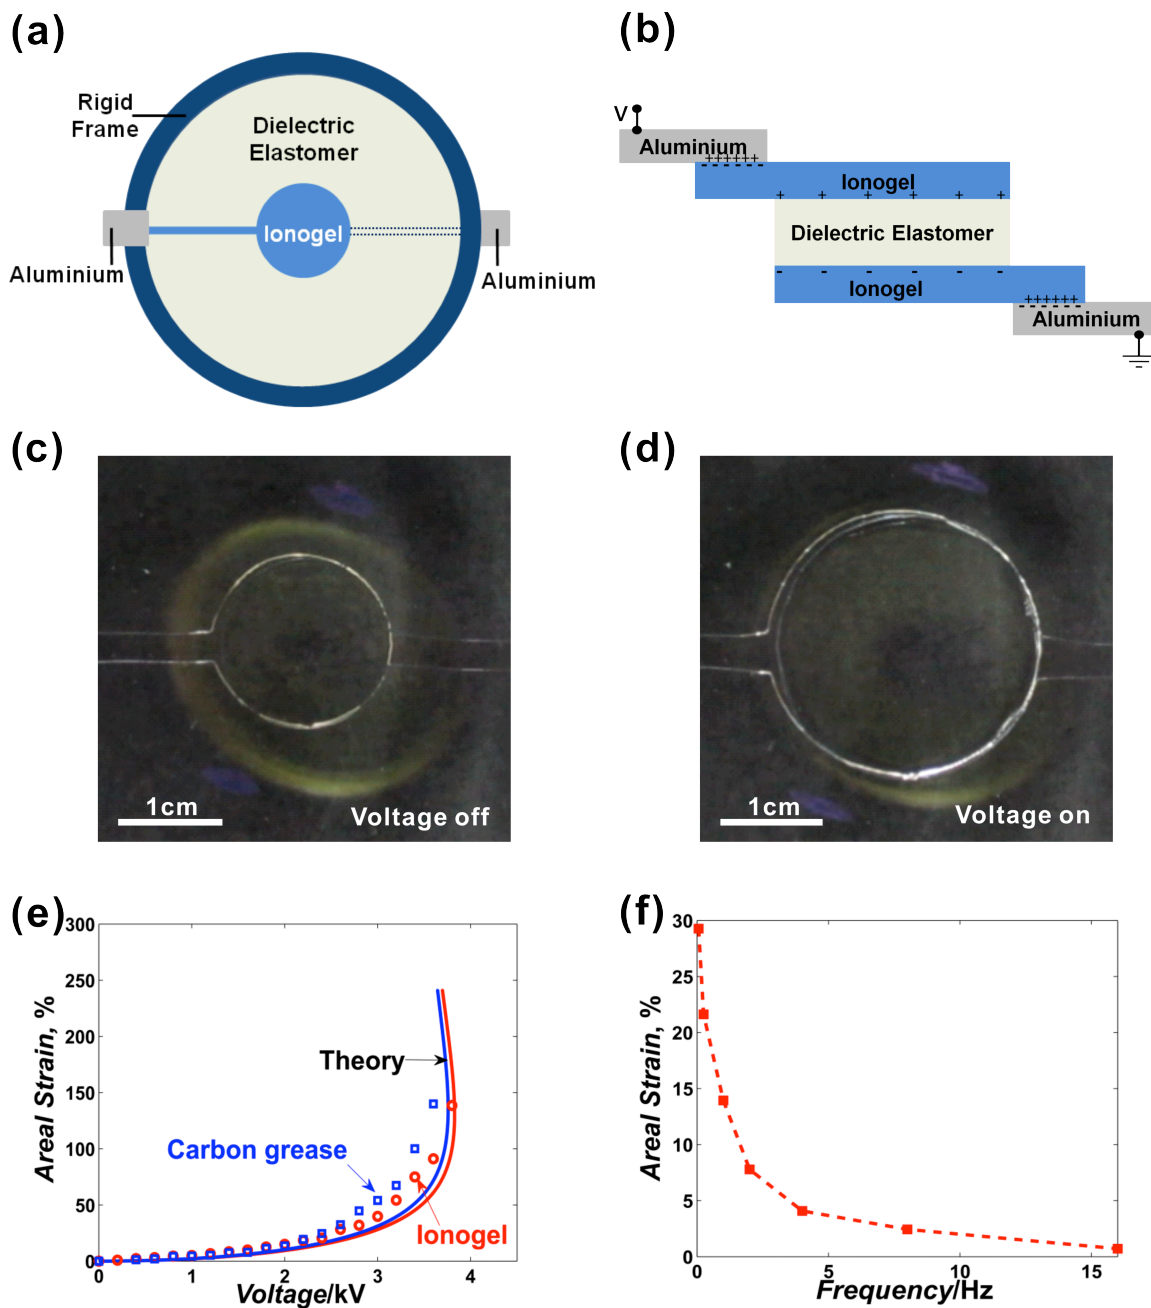 (a)
Rigid
Frame
Dielectric
Elastomer
Ionogel
Aluminium
Aluminium
(b)
V
Aluminium
++++++
- - - - - -
Ionogel
+ + + + + +
Dielectric Elastomer
- - - - - -
Ionogel
++++++
- - - - - -
Aluminium
(c)
1cm
Voltage off
(d)
1cm
Voltage on
(e)
300
250
200
150
100
50
0
Areal Strain, %
Theory
Carbon grease
Ionogel
0 1 2 3 4
Voltage/kV
(f)
30
25
20
15
10
5
0
Areal Strain, %
0 5 10 15
Frequency/Hz